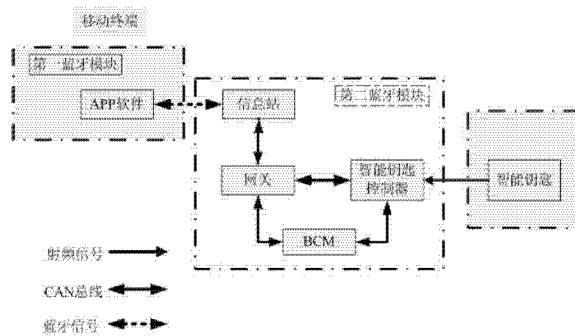 移动终端
第一蓝牙模块
APP软件
信息站
第二蓝牙模块
网关
智能钥匙
控制器
智能钥匙
BCM
射频信号
CAN总线
蓝牙信号